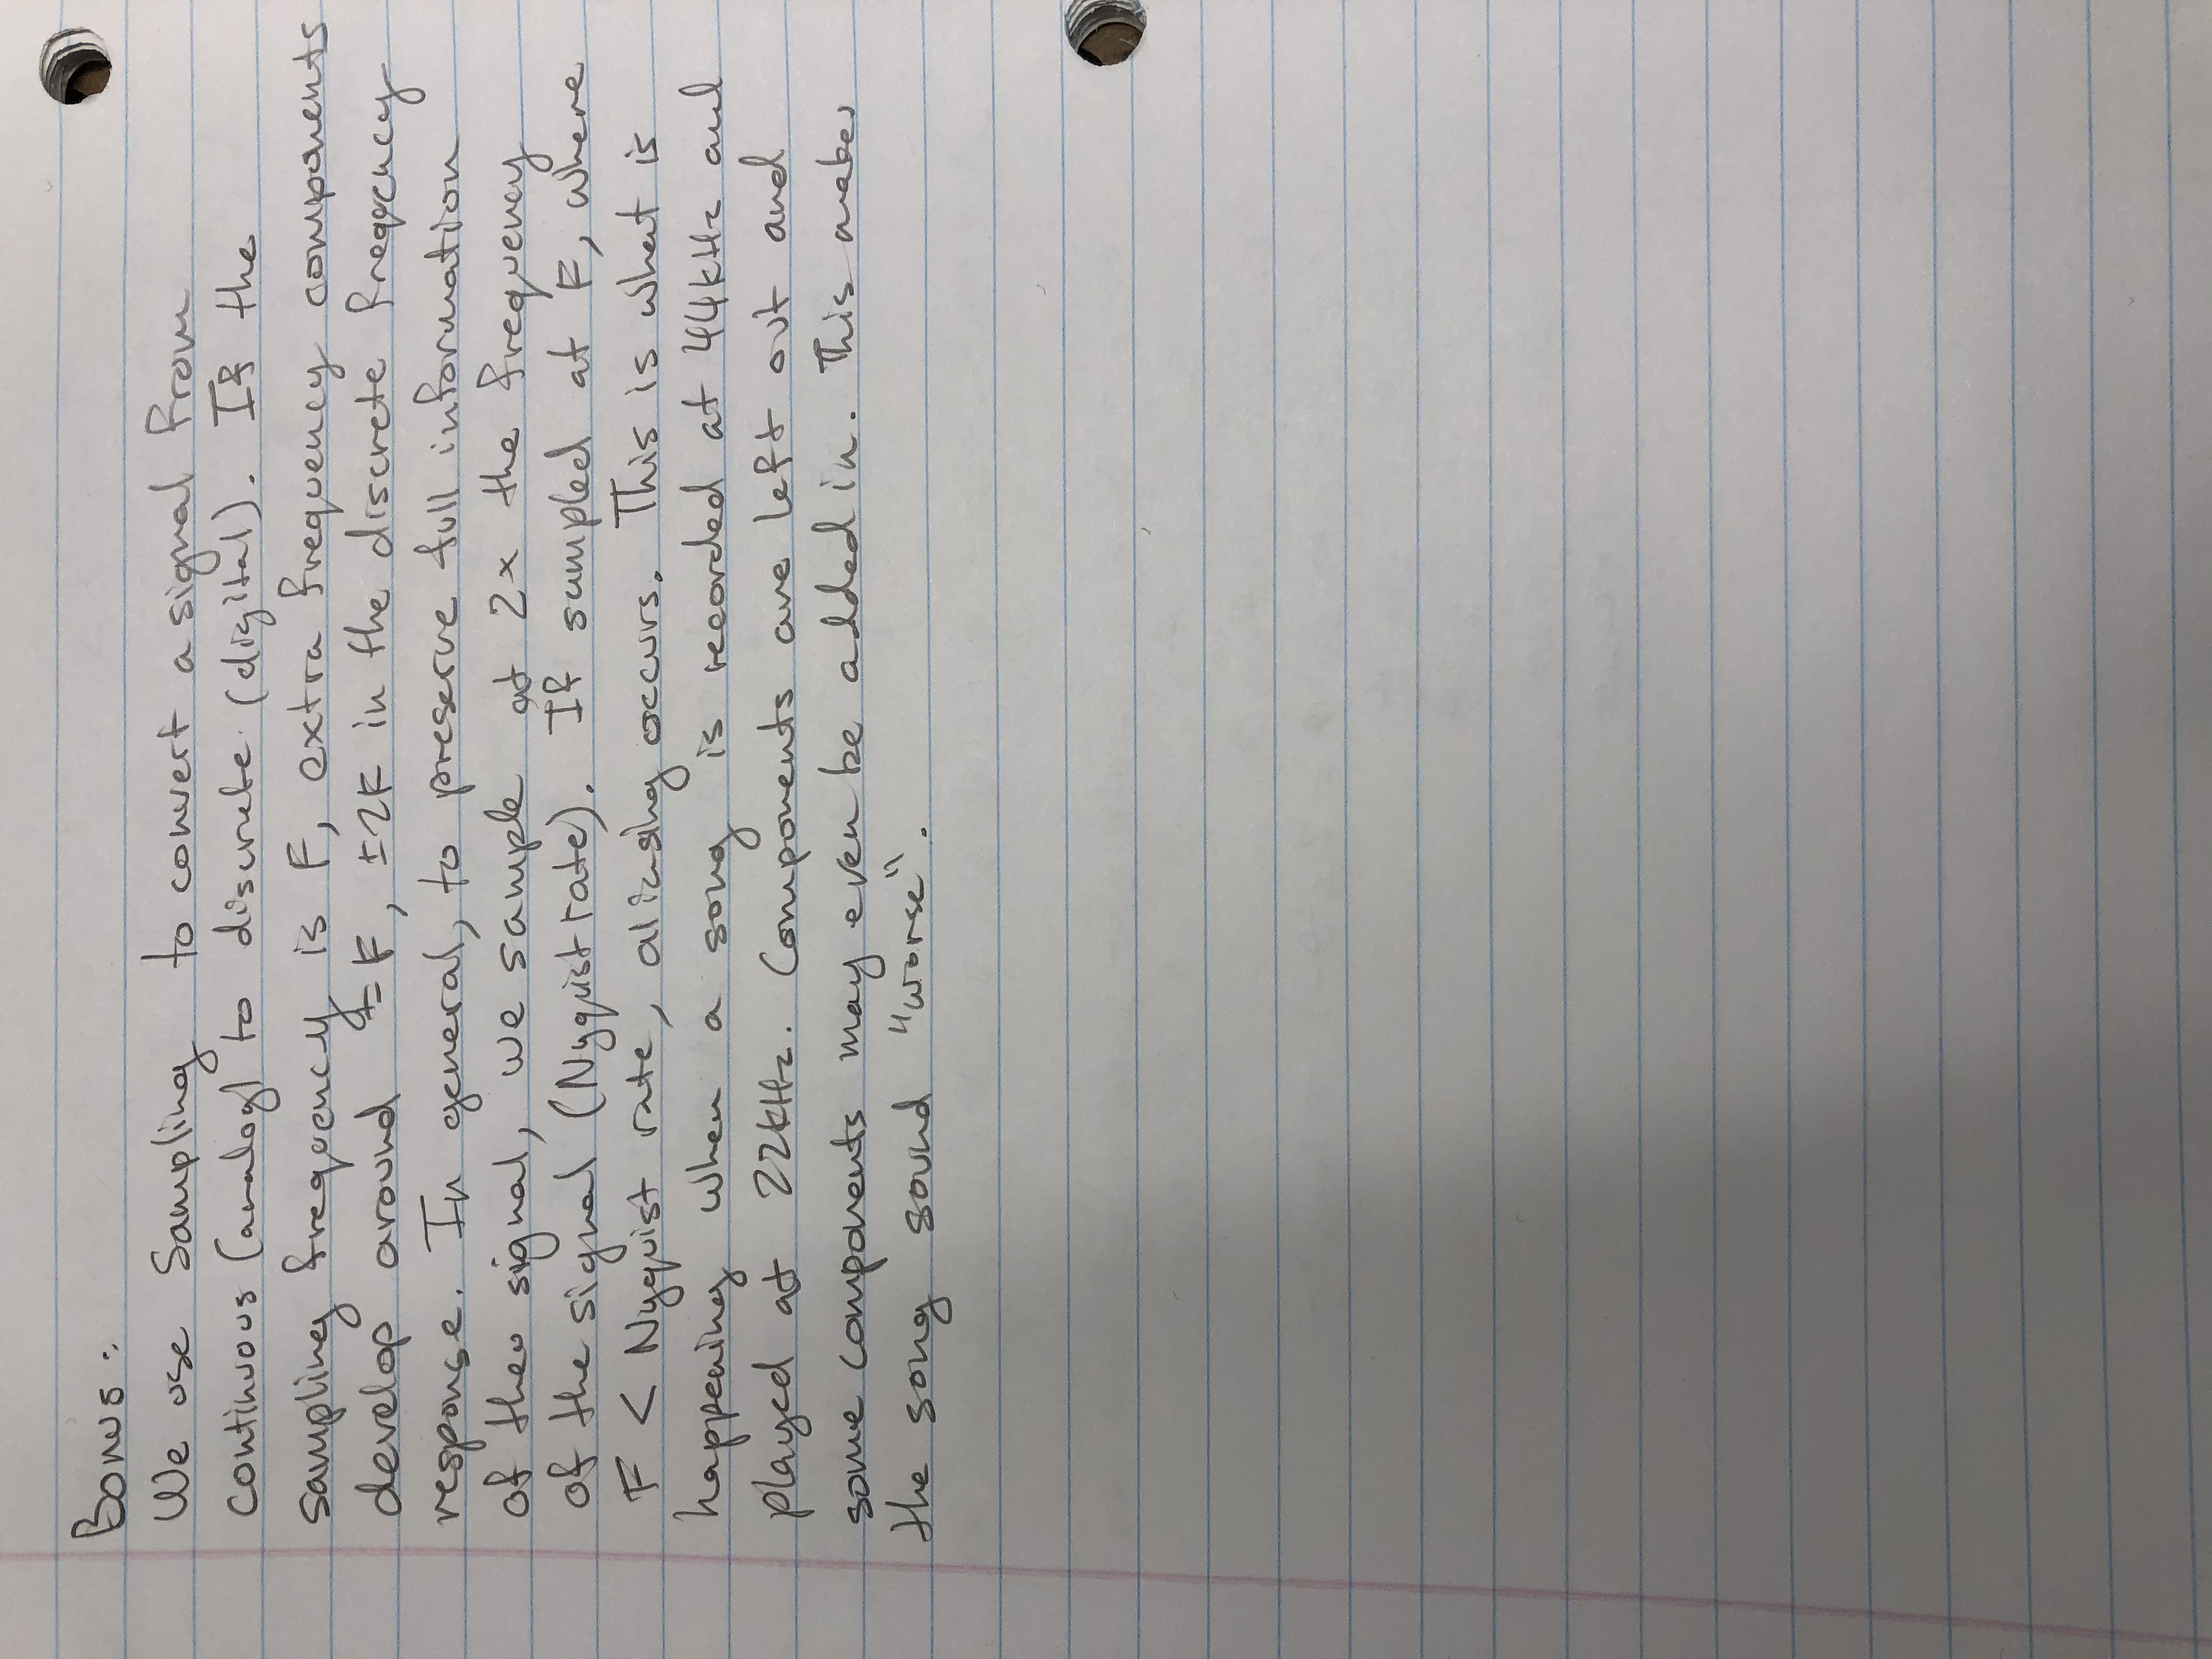 Bonus:
We use Sampling to convert a signal from
continuous (analog) to discrete (digital). If the
sampling frequency is F, extra frequency components
develop around ±F, ±2F in the discrete frequency
response. In general, to preserve full information
of the signal, we sample at 2x the frequency
of the signal (Nyquist rate). If sampled at F, where
F < Nyquist rate, aliasing occurs. This is what is
happening when a song is recorded at 44kHz and
played at 22kHz. Components are left out and
some components may even be added in. This makes
the song sound "worse".